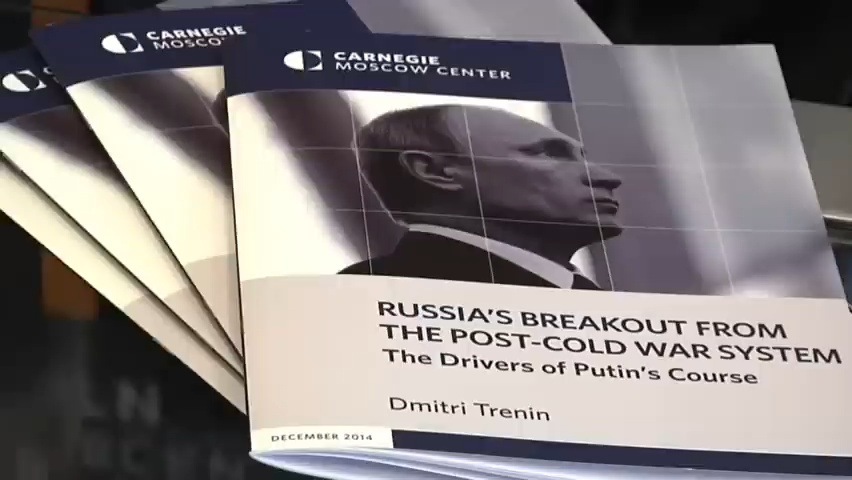 CARNEGIE
CARNEGIE
MOSCOW CENTER
RUSSIA'S BREAKOUT FROM
THE POST-COLD WAR SYSTEM
The Drivers of Putin's Course
Dmitri Trenin
DECEMBER 2014